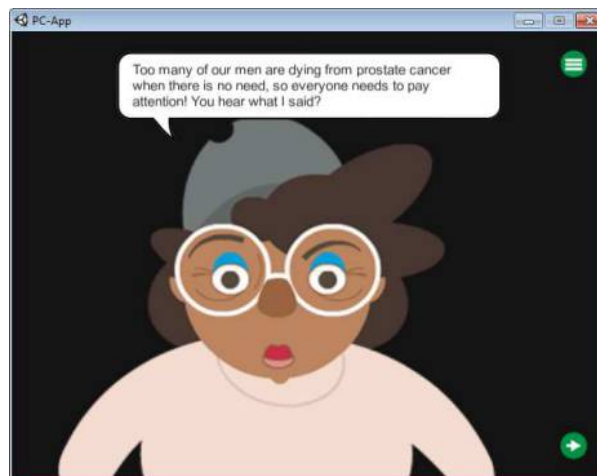 PC-App
Too many of our men are dying from prostate cancer
when there is no need, so everyone needs to pay
attention! You hear what I said?